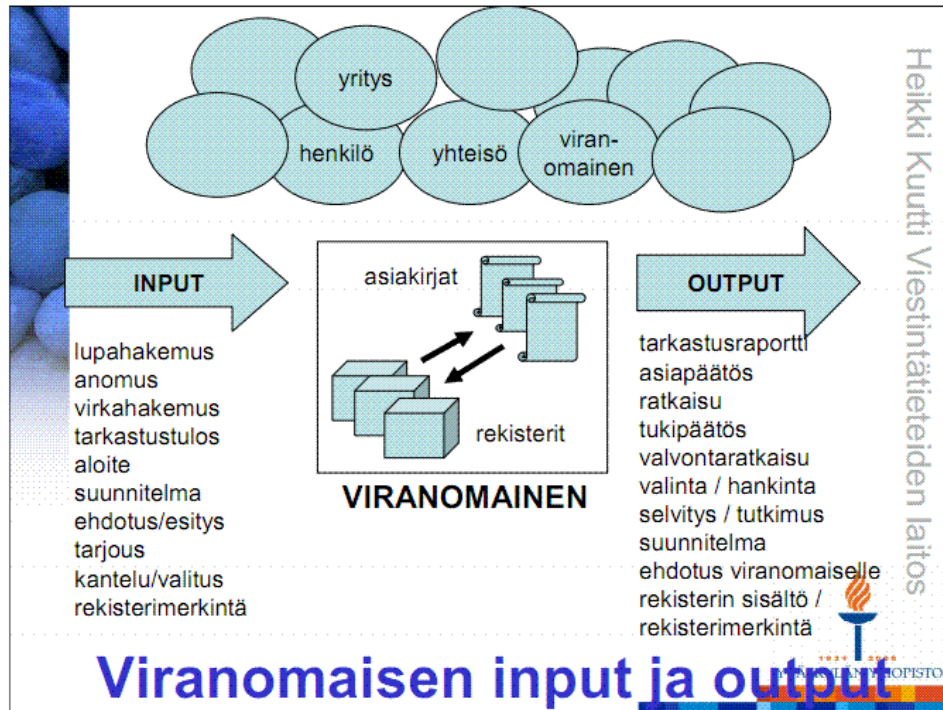 yritys
henkilö
yhteisö
viran-
omainen
Heikki Kuutti Viestintätieteiden laitos
INPUT
lupahakemus
anomus
virkahakemus
tarkastustulos
aloite
suunnitelma
ehdotus/esitys
tarjous
kantelu/valitus
rekisterimerkintä
asiakirjat
rekisterit
VIRANOMAINEN
OUTPUT
tarkastusraportti
asiapäätös
ratkaisu
tukipäätös
valvontaratkaisu
valinta / hankinta
selvitys / tutkimus
suunnitelma
ehdotus viranomaiselle
rekisterin sisältö /
rekisterimerkintä
Viranomaisen input ja output